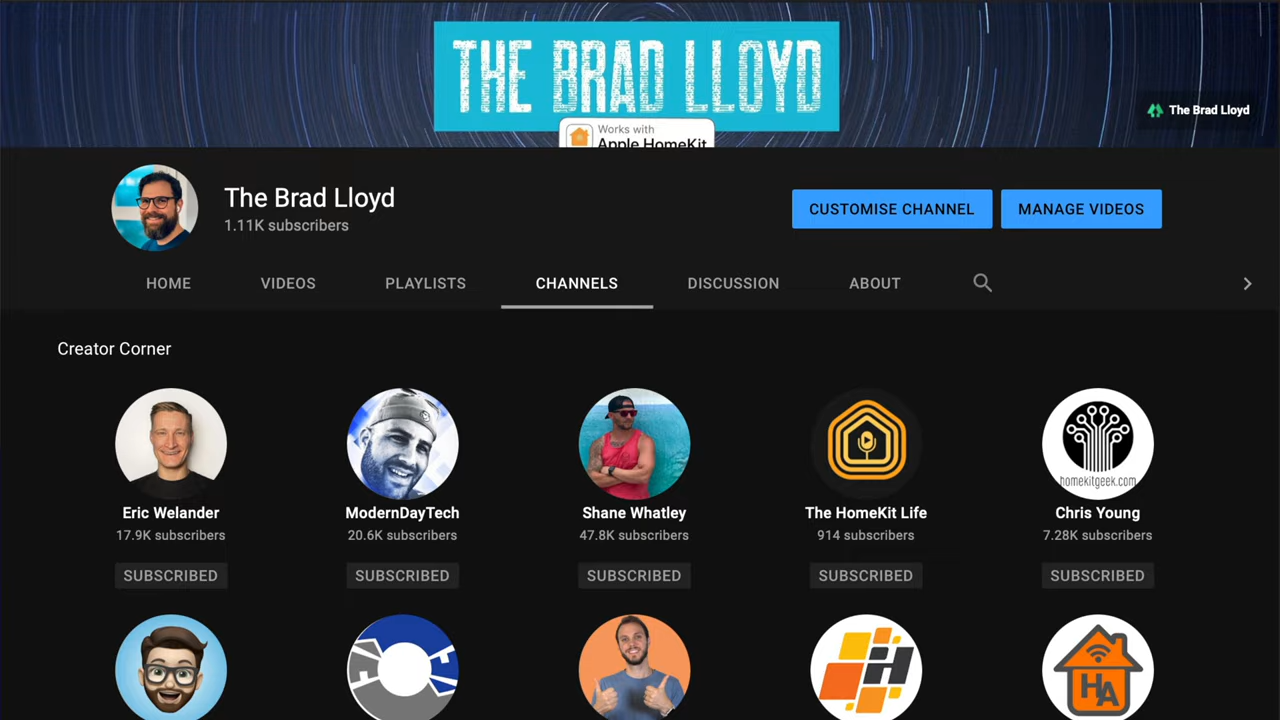 THE BRAD LLOYD
Works with
Apple HomeKit
The Brad Lloyd
The Brad Lloyd
1.11K subscribers
CUSTOMISE CHANNEL
MANAGE VIDEOS
HOME
VIDEOS
PLAYLISTS
CHANNELS
DISCUSSION
ABOUT
Creator Corner
homekitgeek.com
Eric Welander
ModernDayTech
Shane Whatley
The HomeKit Life
Chris Young
17.9K subscribers
20.6K subscribers
47.8K subscribers
914 subscribers
7.28K subscribers
SUBSCRIBED
SUBSCRIBED
SUBSCRIBED
SUBSCRIBED
SUBSCRIBED
H
HA